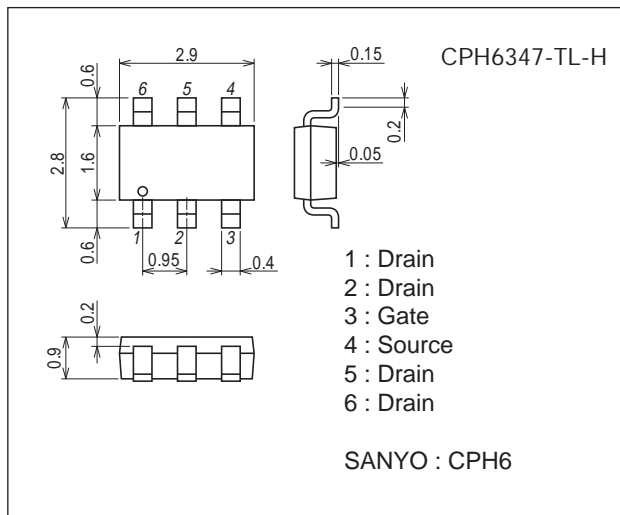 CPH6347-TL-H
2.9
0.15
0.6
6 5 4
0.2
2.8
1.6
0.05
0.6
1 2 3
0.95
0.4
0.2
0.9
1 : Drain
2 : Drain
3 : Gate
4 : Source
5 : Drain
6 : Drain
SANYO : CPH6